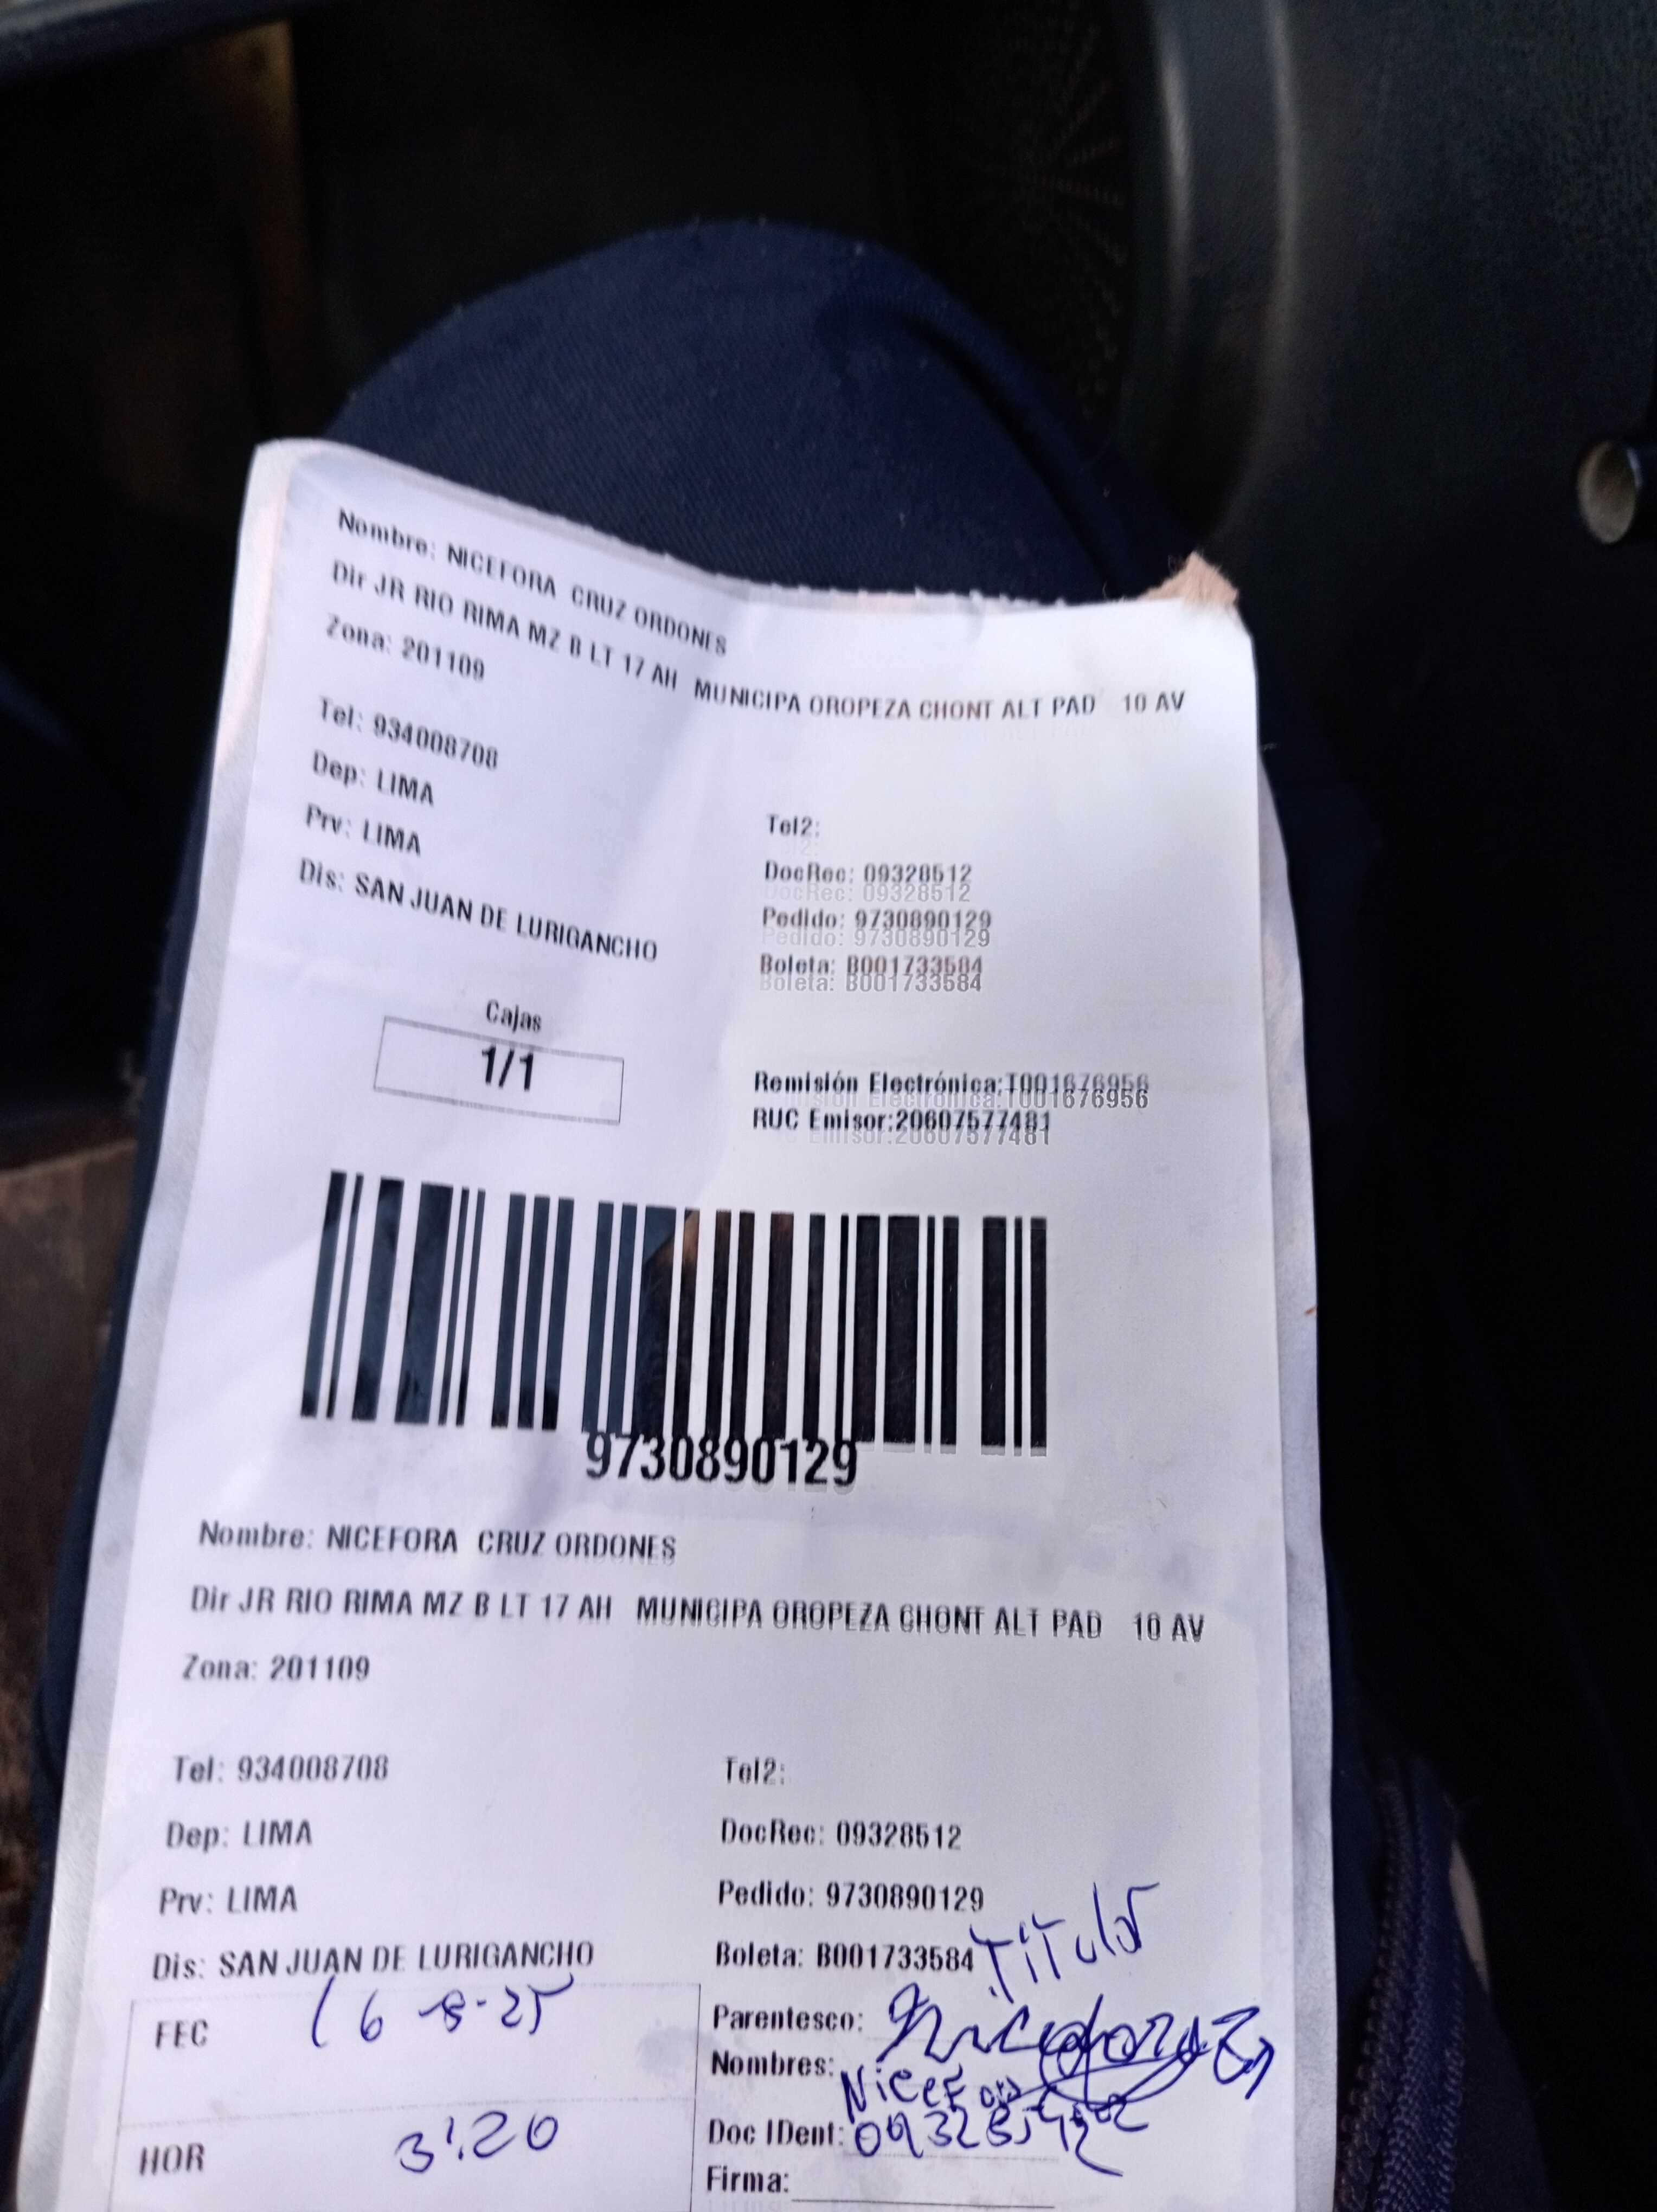 Nombre: NICEFORA CRUZ ORDONES
Dir JR RIO RIMA MZ B LT 17 AH MUNICIPA OROPEZA CHONT ALT PAD 10 AV
Zona: 201109
Tel: 934008708
Tel2:
Dep: LIMA
DocRec: 09328512
Prv: LIMA
Pedido: 9730890129
Dis: SAN JUAN DE LURIGANCHO
Boleta: B001733584
Cajas
1/1
Remisión Electrónica:T001676956
RUC Emisor:20607577481
9730890129
Nombre: NICEFORA CRUZ ORDONES
Dir JR RIO RIMA MZ B LT 17 AH MUNICIPA OROPEZA CHONT ALT PAD 10 AV
Zona: 201109
Tel: 934008708
Tel2:
Dep: LIMA
DocRec: 09328512
Prv: LIMA
Pedido: 9730890129
Dis: SAN JUAN DE LURIGANCHO
Boleta: B001733584
Titular
FEC 16-8-25
Parentesco:
Nombres:
HOR 3:20
Doc IDent:
Firma: